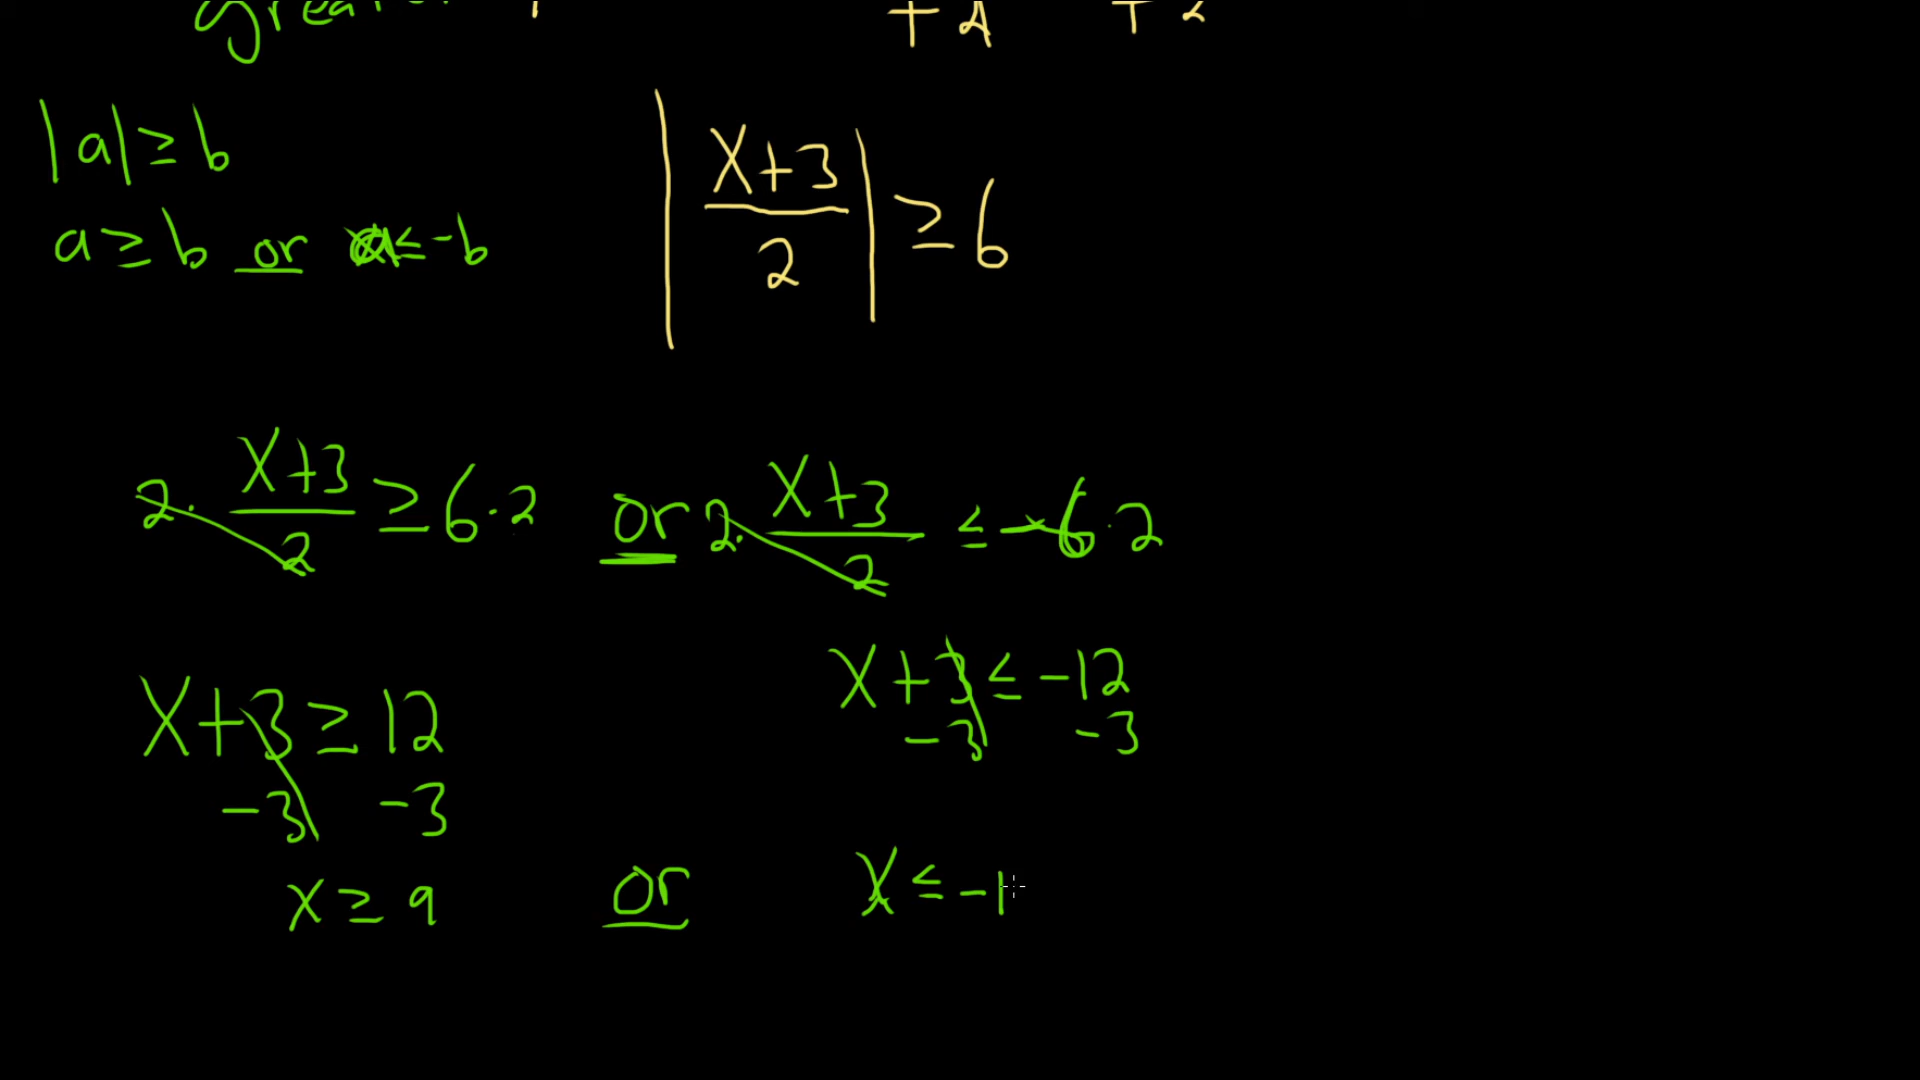 + 2
|a| ≥ b
a ≥ b or a ≤ -b
|x+3 / 2| ≥ 6
2 · x+3 / 2 ≥ 6 · 2 or 2 · x+3 / 2 ≤ -6 · 2
x+3 ≥ 12
-3 -3
x+3 ≤ -12
-3 -3
x ≥ 9 or x ≤ -1